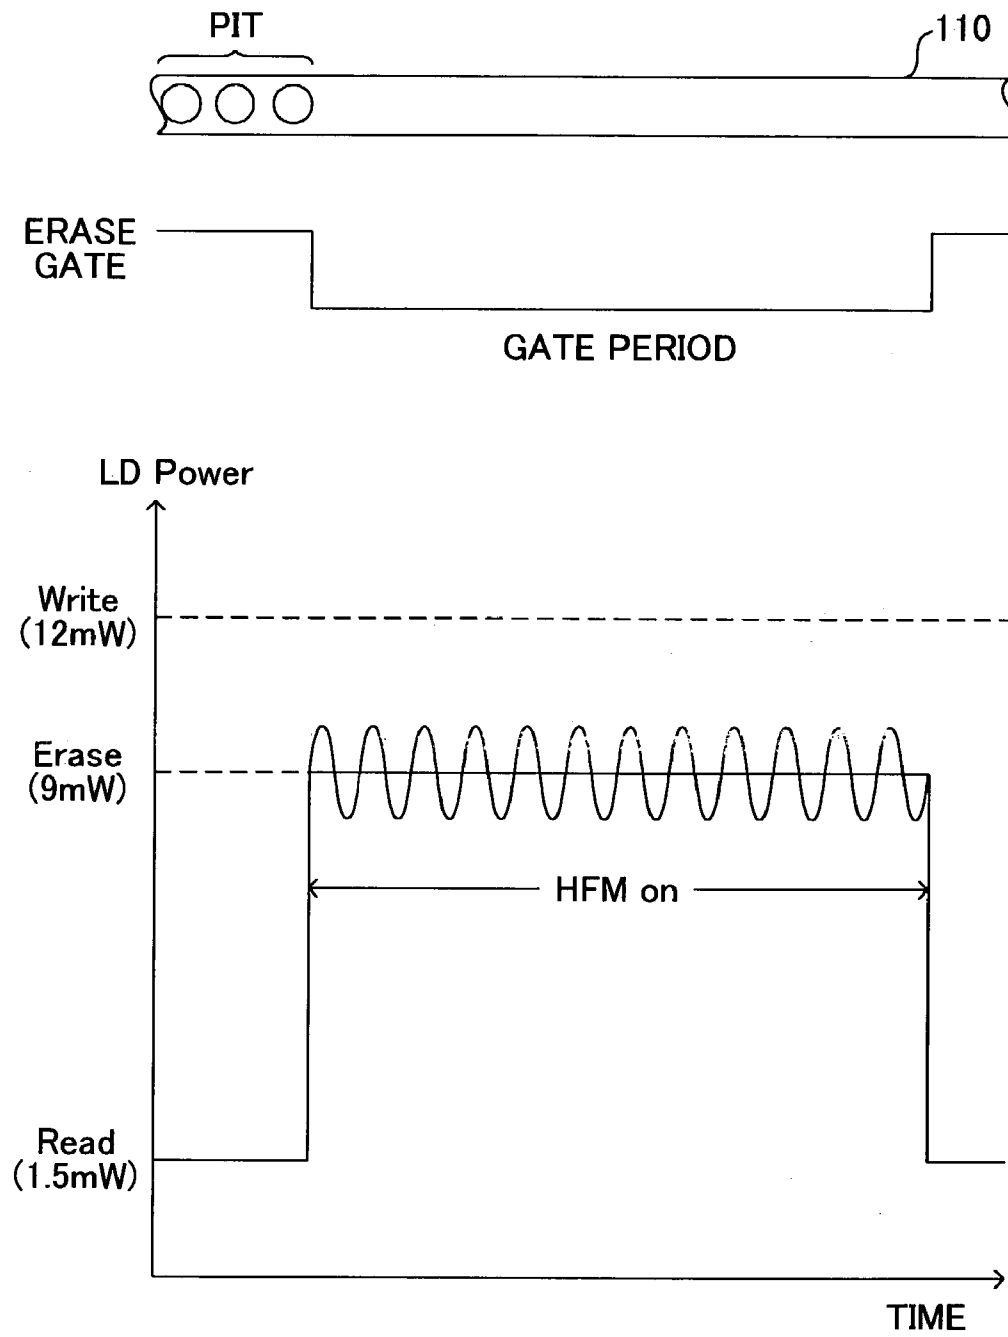 PIT
110
ERASE
GATE
GATE PERIOD
LD Power
Write
(12mW)
Erase
(9mW)
HFM on
Read
(1.5mW)
TIME